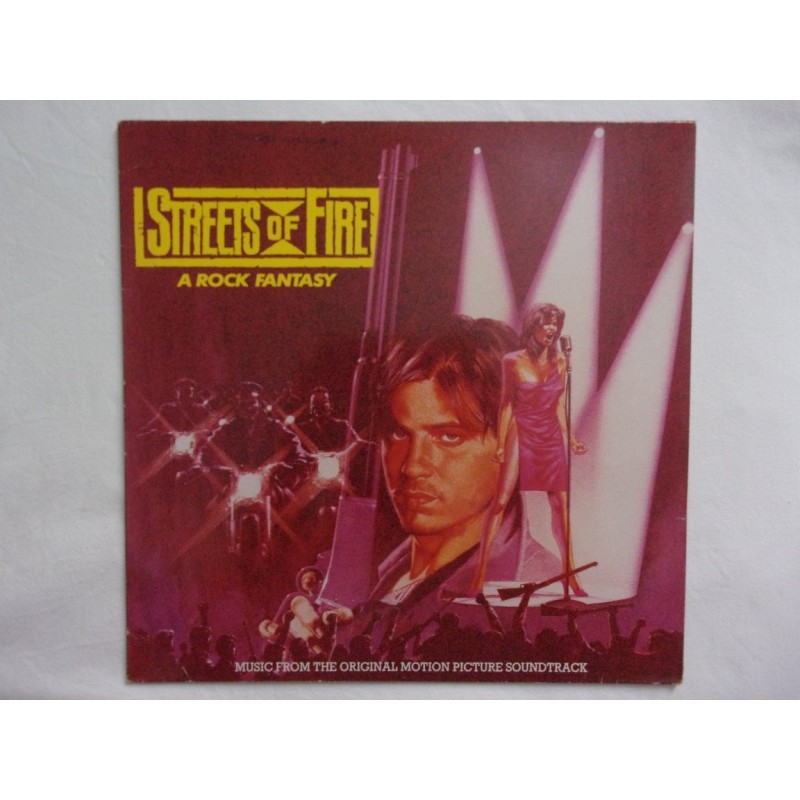 STREETS OF FIRE
A ROCK FANTASY
MUSIC FROM THE ORIGINAL MOTION PICTURE SOUNDTRACK